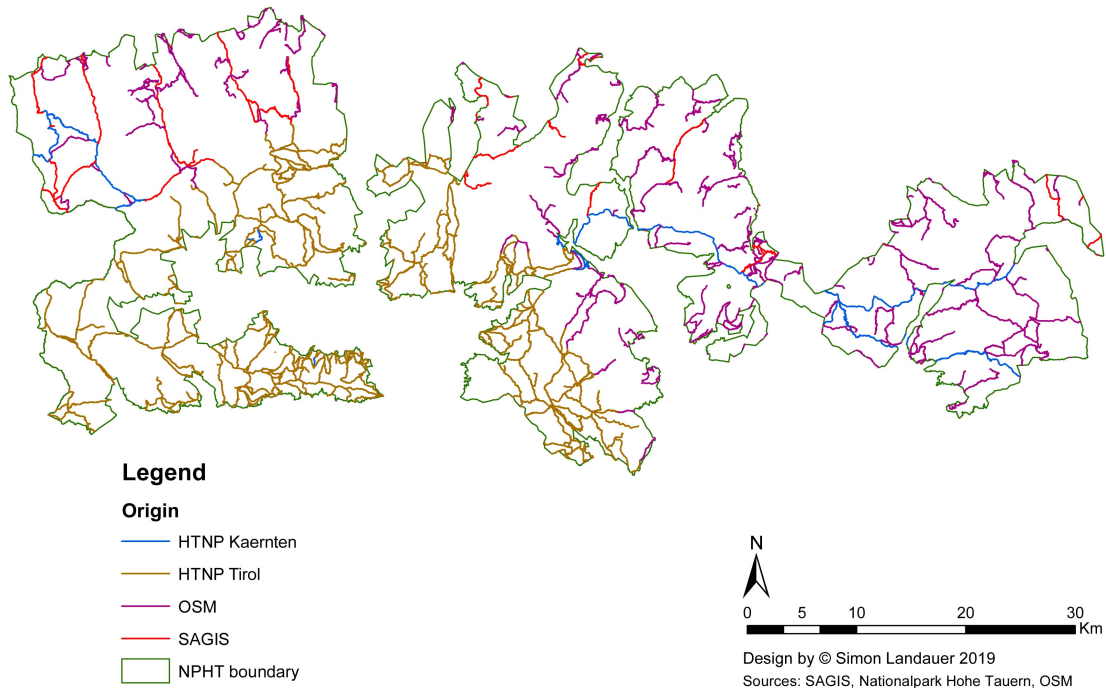 Legend
Origin
HTNP Kaernten
HTNP Tirol
OSM
SAGIS
NPHT boundary
N
0 5 10 20 30
Km
Design by © Simon Landauer 2019
Sources: SAGIS, Nationalpark Hohe Tauern, OSM